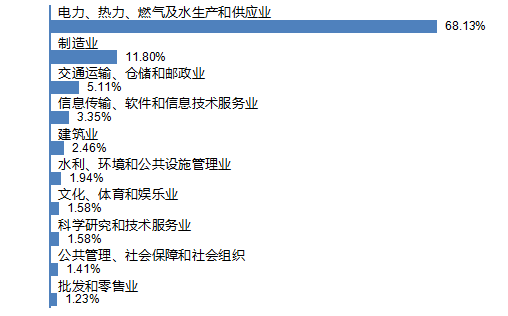 电力、热力、燃气及水生产和供应业
68.13%
制造业
11.80%
交通运输、仓储和邮政业
5.11%
信息传输、软件和信息技术服务业
3.35%
建筑业
2.46%
水利、环境和公共设施管理业
1.94%
文化、体育和娱乐业
1.58%
科学研究和技术服务业
1.58%
公共管理、社会保障和社会组织
1.41%
批发和零售业
1.23%